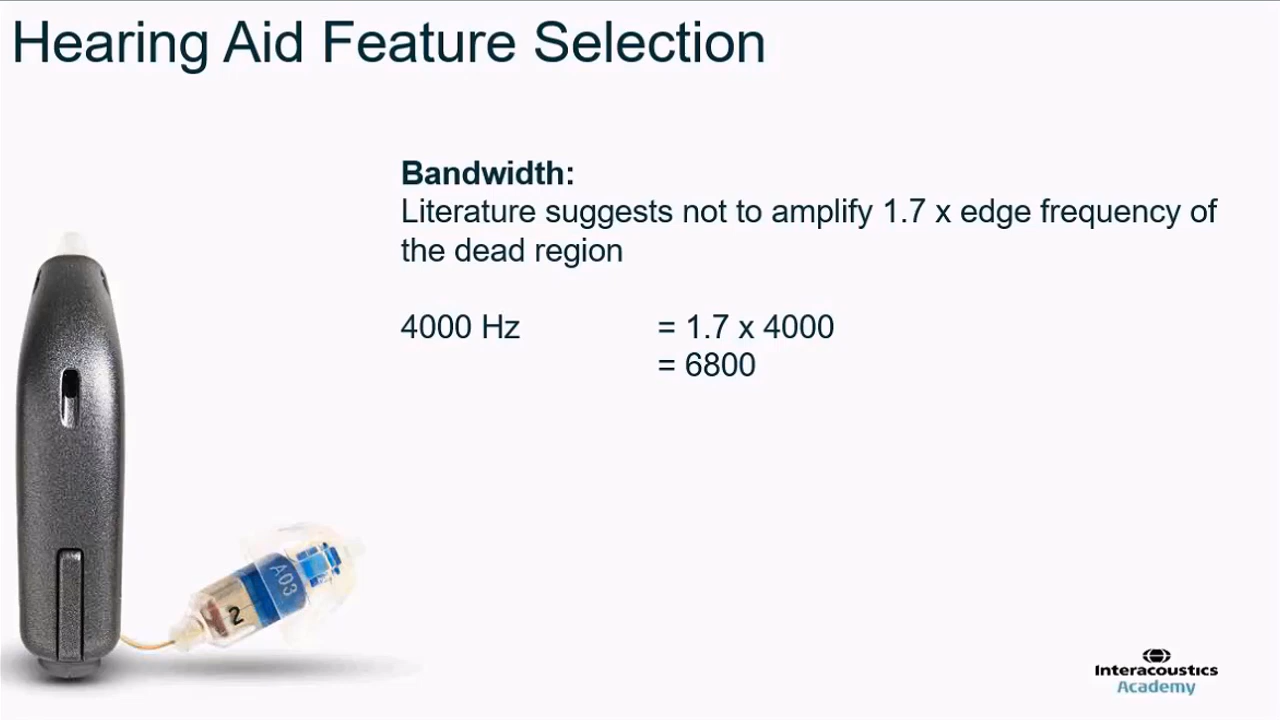 Hearing Aid Feature Selection
Bandwidth:
Literature suggests not to amplify 1.7 x edge frequency of
the dead region
4000 Hz = 1.7 x 4000
= 6800
A03
2
Interacoustics
Academy